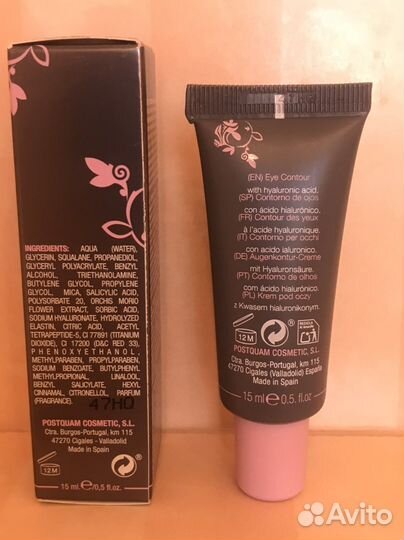 INGREDIENTS: AQUA (WATER),
GLYCERIN, SQUALANE, PROPANEDIOL,
GLYCERYL POLYACRYLATE, BENZYL
ALCOHOL, TRIETHANOLAMINE,
BUTYLENE GLYCOL, PROPYLENE
GLYCOL, MICA, SALICYLIC ACID,
POLYSORBATE 20, ORCHIS MORIO
FLOWER EXTRACT, SORBIC ACID,
SODIUM HYALURONATE, HYDROLYZED
ELASTIN, CITRIC ACID, ACETYL
TETRAPEPTIDE-5, CI 77891 (TITANIUM
DIOXIDE), CI 17200 (D&C RED 33),
PHENOXYETHANOL,
METHYLPARABEN, PROPYLPARABEN,
SODIUM BENZOATE, BUTYLPHENYL
METHYLPROPIONAL, LINALOOL,
BENZYL SALICYLATE, HEXYL
CINNAMAL, CITRONELLOL, PARFUM
(FRAGRANCE).
47HO
POSTQUAM COSMETIC, S.L.
Ctra. Burgos-Portugal, km 115
47270 Cigales - Valladolid
Made in Spain
12M
15 ml.e/0,5 fl.oz.
(EN) Eye Contour
with hyaluronic acid.
(SP) Contorno de ojos
con ácido hialurónico.
(FR) Contour des yeux
à l'acide hyaluronique.
(IT) Contorno per occhi
con acido ialuronico.
(DE) Augenkontur-Creme
mit Hyaluronsäure.
(PT) Contorno de olhos
com ácido hialurónico.
(PL) Krem pod oczy
z Kwasem hialuronikowym.
12 M
POSTQUAM COSMETIC, S.L.
Ctra. Burgos-Portugal, km 115
47270 Cigales (Valladolid) España
Made in Spain
15 ml.e/0.5. fl.oz
Avito